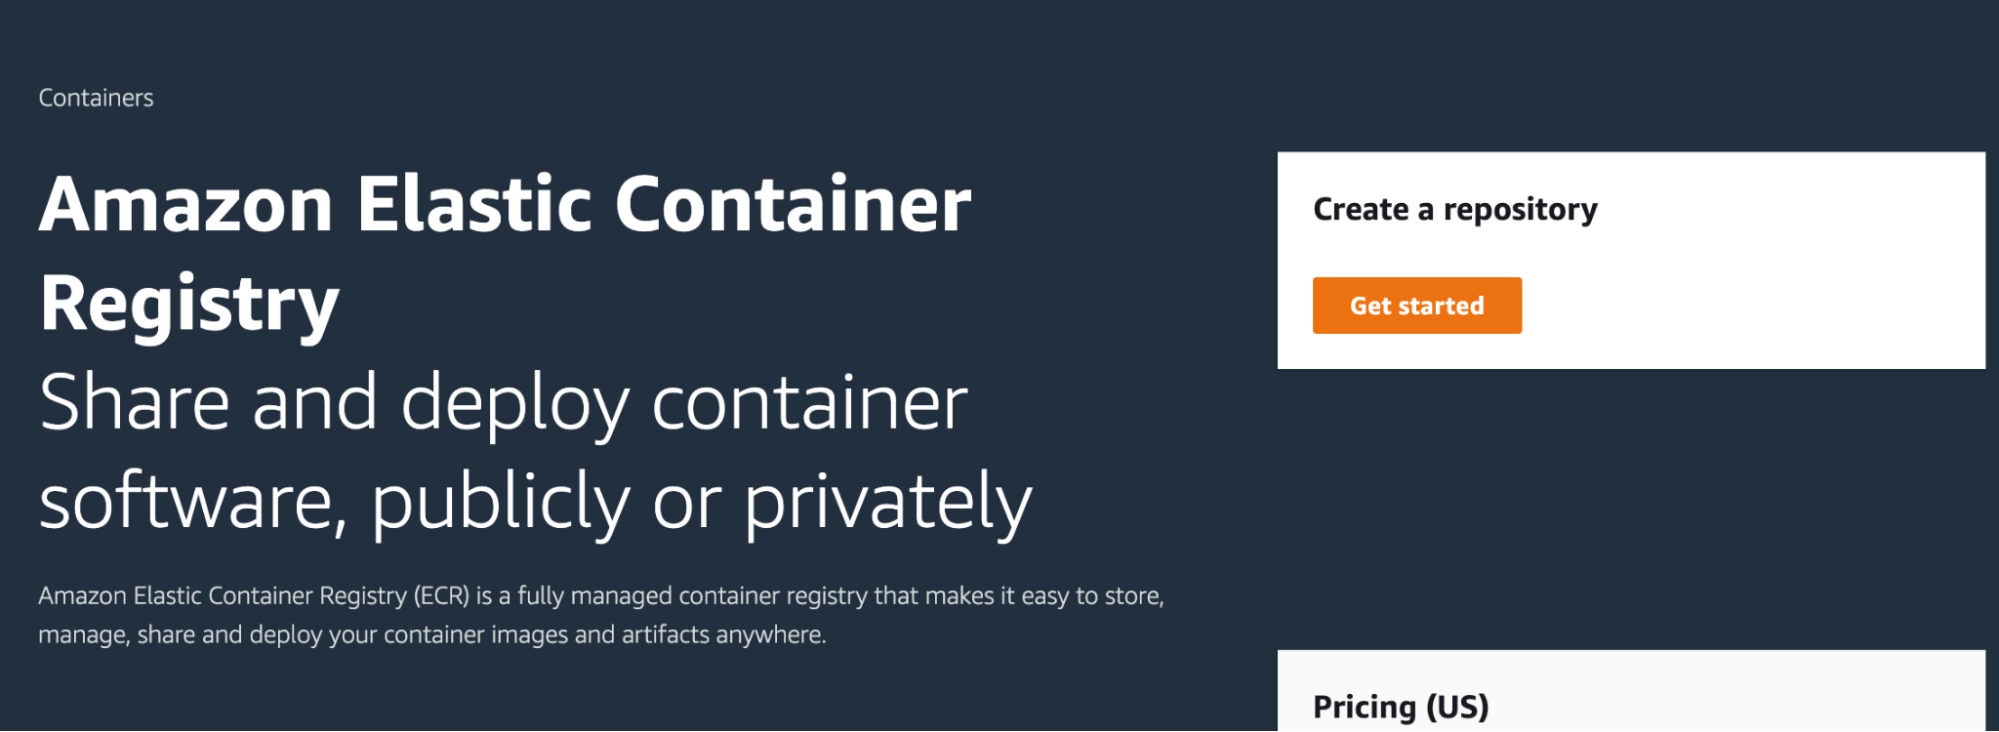 Containers
Amazon Elastic Container
Registry
Share and deploy container
software, publicly or privately
Amazon Elastic Container Registry (ECR) is a fully managed container registry that makes it easy to store,
manage, share and deploy your container images and artifacts anywhere.
Create a repository
Get started
Pricing (US)